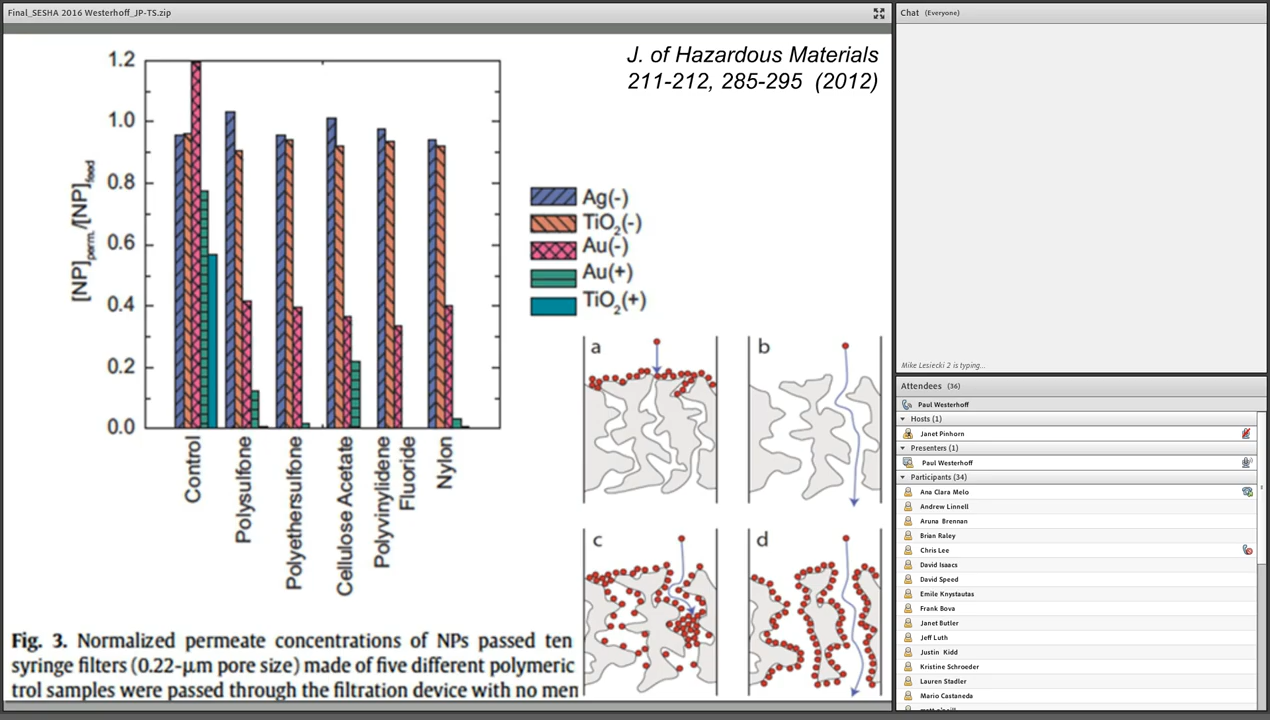 Final_SESHA 2016 Westerhoff_JP-TS.zip
J. of Hazardous Materials
211-212, 285-295 (2012)
[NP]perm./[NP]feed
1.2
1.0
0.8
0.6
0.4
0.2
0.0
Control
Polysulfone
Polyethersulfone
Cellulose Acetate
Polyvinylidene
Fluoride
Nylon
Ag(-)
TiO2(-)
Au(-)
Au(+)
TiO2(+)
a
b
c
d
Fig. 3. Normalized permeate concentrations of NPs passed ten
syringe filters (0.22-μm pore size) made of five different polymeric
trol samples were passed through the filtration device with no men
Chat (Everyone)
Mike Lesiecki 2 is typing...
Attendees (36)
Paul Westerhoff
Hosts (1)
Janet Pinhorn
Presenters (1)
Paul Westerhoff
Participants (34)
Ana Clara Melo
Andrew Linnell
Aruna Brennan
Brian Raley
Chris Lee
David Isaacs
David Speed
Emile Knystautas
Frank Bova
Janet Butler
Jeff Luth
Justin Kidd
Kristine Schroeder
Lauren Stadler
Mario Castaneda